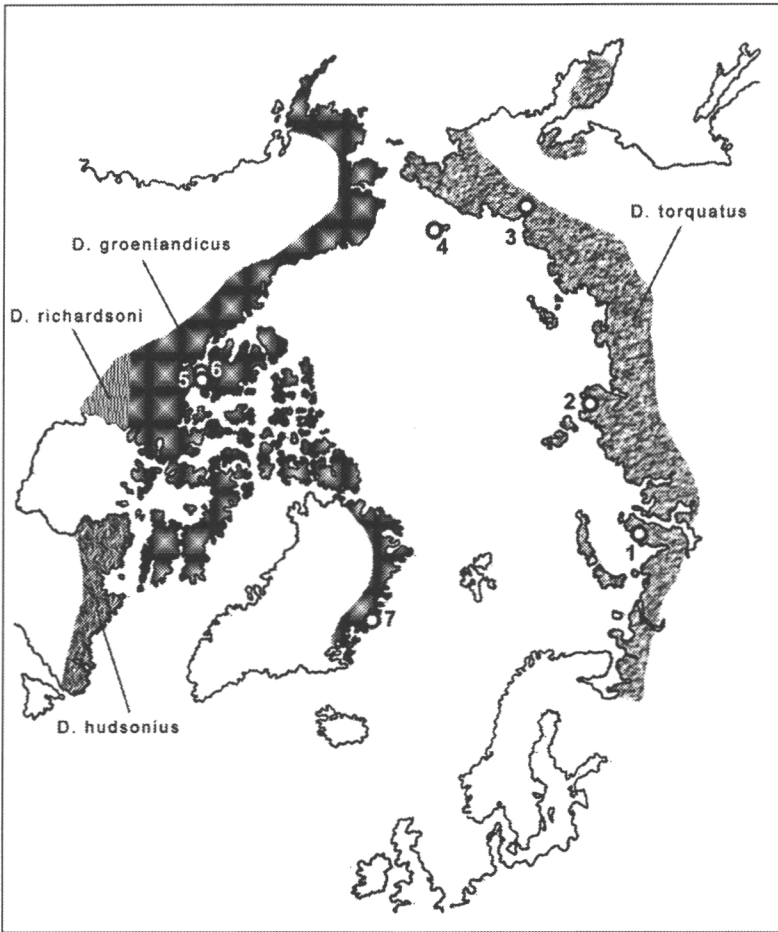 D. torquatus
3
4
D. groenlandicus
D. richardsoni
6
5
2
1
7
D. hudsonius